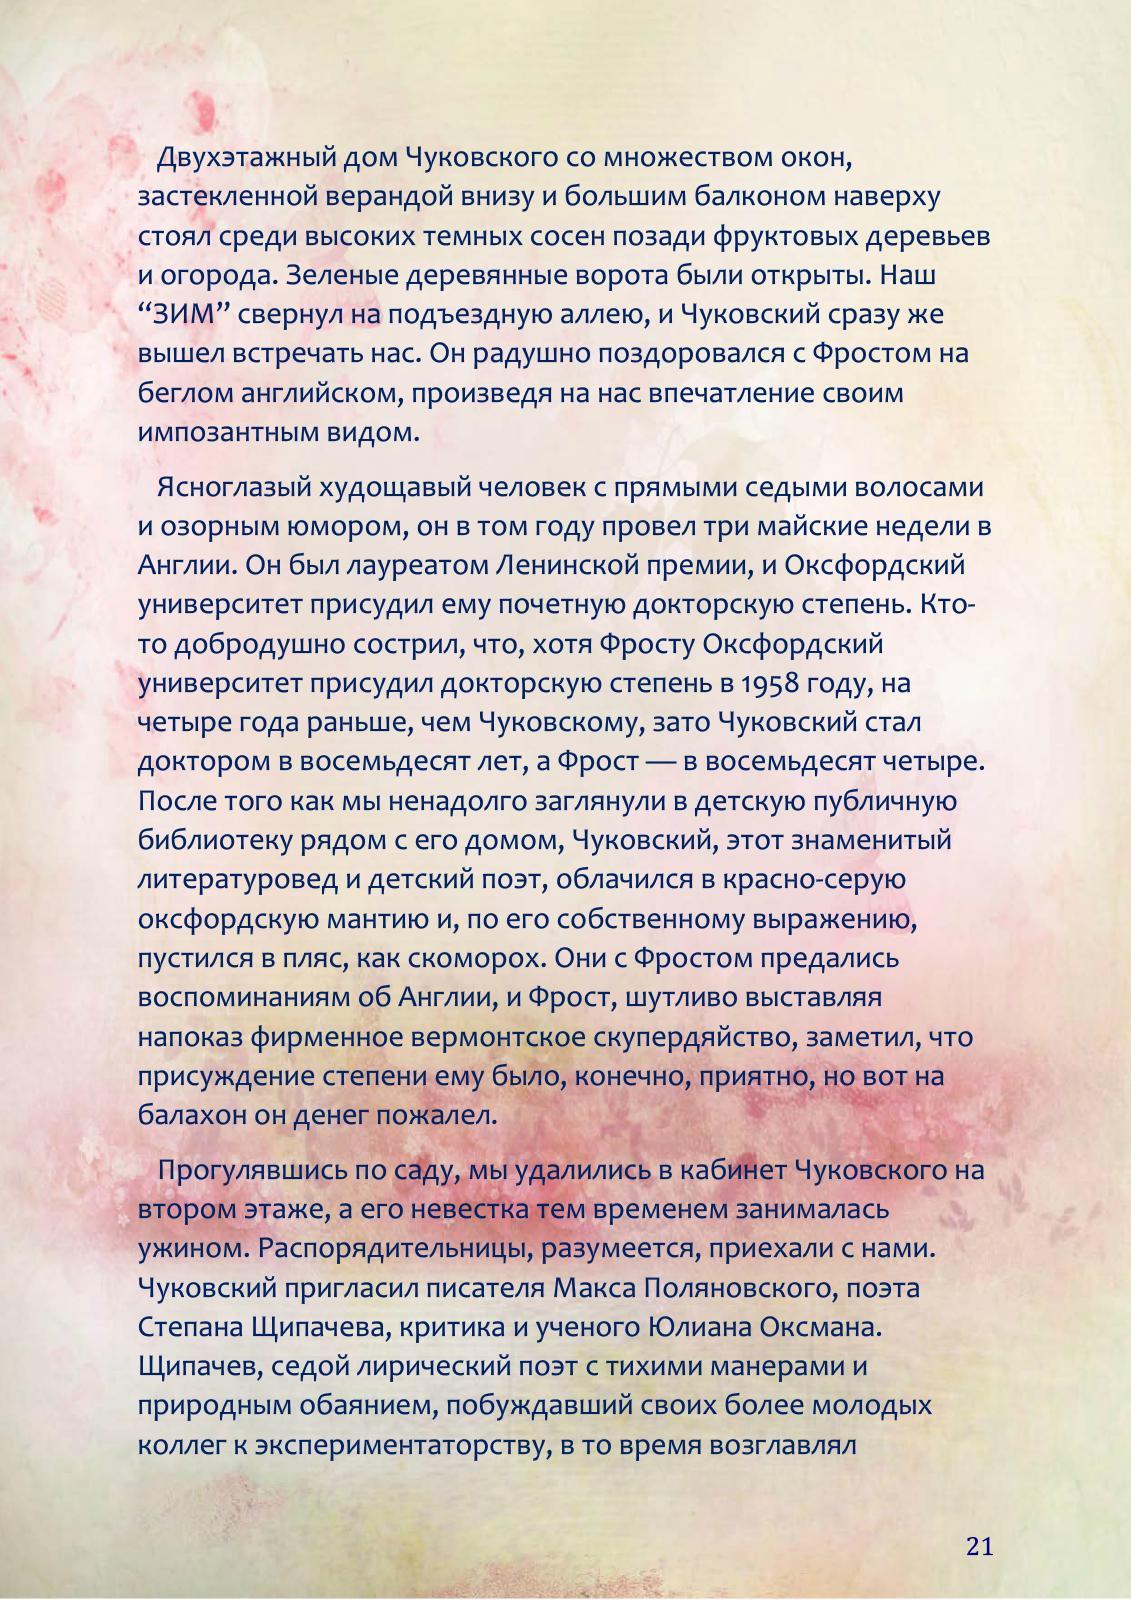 Двухэтажный дом Чуковского со множеством окон,
застекленной верандой внизу и большим балконом наверху
стоял среди высоких темных сосен позади фруктовых деревьев
и огорода. Зеленые деревянные ворота были открыты. Наш
“ЗИМ” свернул на подъездную аллею, и Чуковский сразу же
вышел встречать нас. Он радушно поздоровался с Фростом на
беглом английском, произведя на нас впечатление своим
импозантным видом.
Ясноглазый худощавый человек с прямыми седыми волосами
и озорным юмором, он в том году провел три майские недели в
Англии. Он был лауреатом Ленинской премии, и Оксфордский
университет присудил ему почетную докторскую степень. Кто-
то добродушно сострил, что, хотя Фросту Оксфордский
университет присудил докторскую степень в 1958 году, на
четыре года раньше, чем Чуковскому, зато Чуковский стал
доктором в восемьдесят лет, а Фрост — в восемьдесят четыре.
После того как мы ненадолго заглянули в детскую публичную
библиотеку рядом с его домом, Чуковский, этот знаменитый
литературовед и детский поэт, облачился в красно-серую
оксфордскую мантию и, по его собственному выражению,
пустился в пляс, как скоморох. Они с Фростом предались
воспоминаниям об Англии, и Фрост, шутливо выставляя
напоказ фирменное вермонтское скупердяйство, заметил, что
присуждение степени ему было, конечно, приятно, но вот на
балахон он денег пожалел.
Прогулявшись по саду, мы удалились в кабинет Чуковского на
втором этаже, а его невестка тем временем занималась
ужином. Распорядительницы, разумеется, приехали с нами.
Чуковский пригласил писателя Макса Поляновского, поэта
Степана Щипачева, критика и ученого Юлиана Оксмана.
Щипачев, седой лирический поэт с тихими манерами и
природным обаянием, побуждавший своих более молодых
коллег к экспериментаторству, в то время возглавлял
21